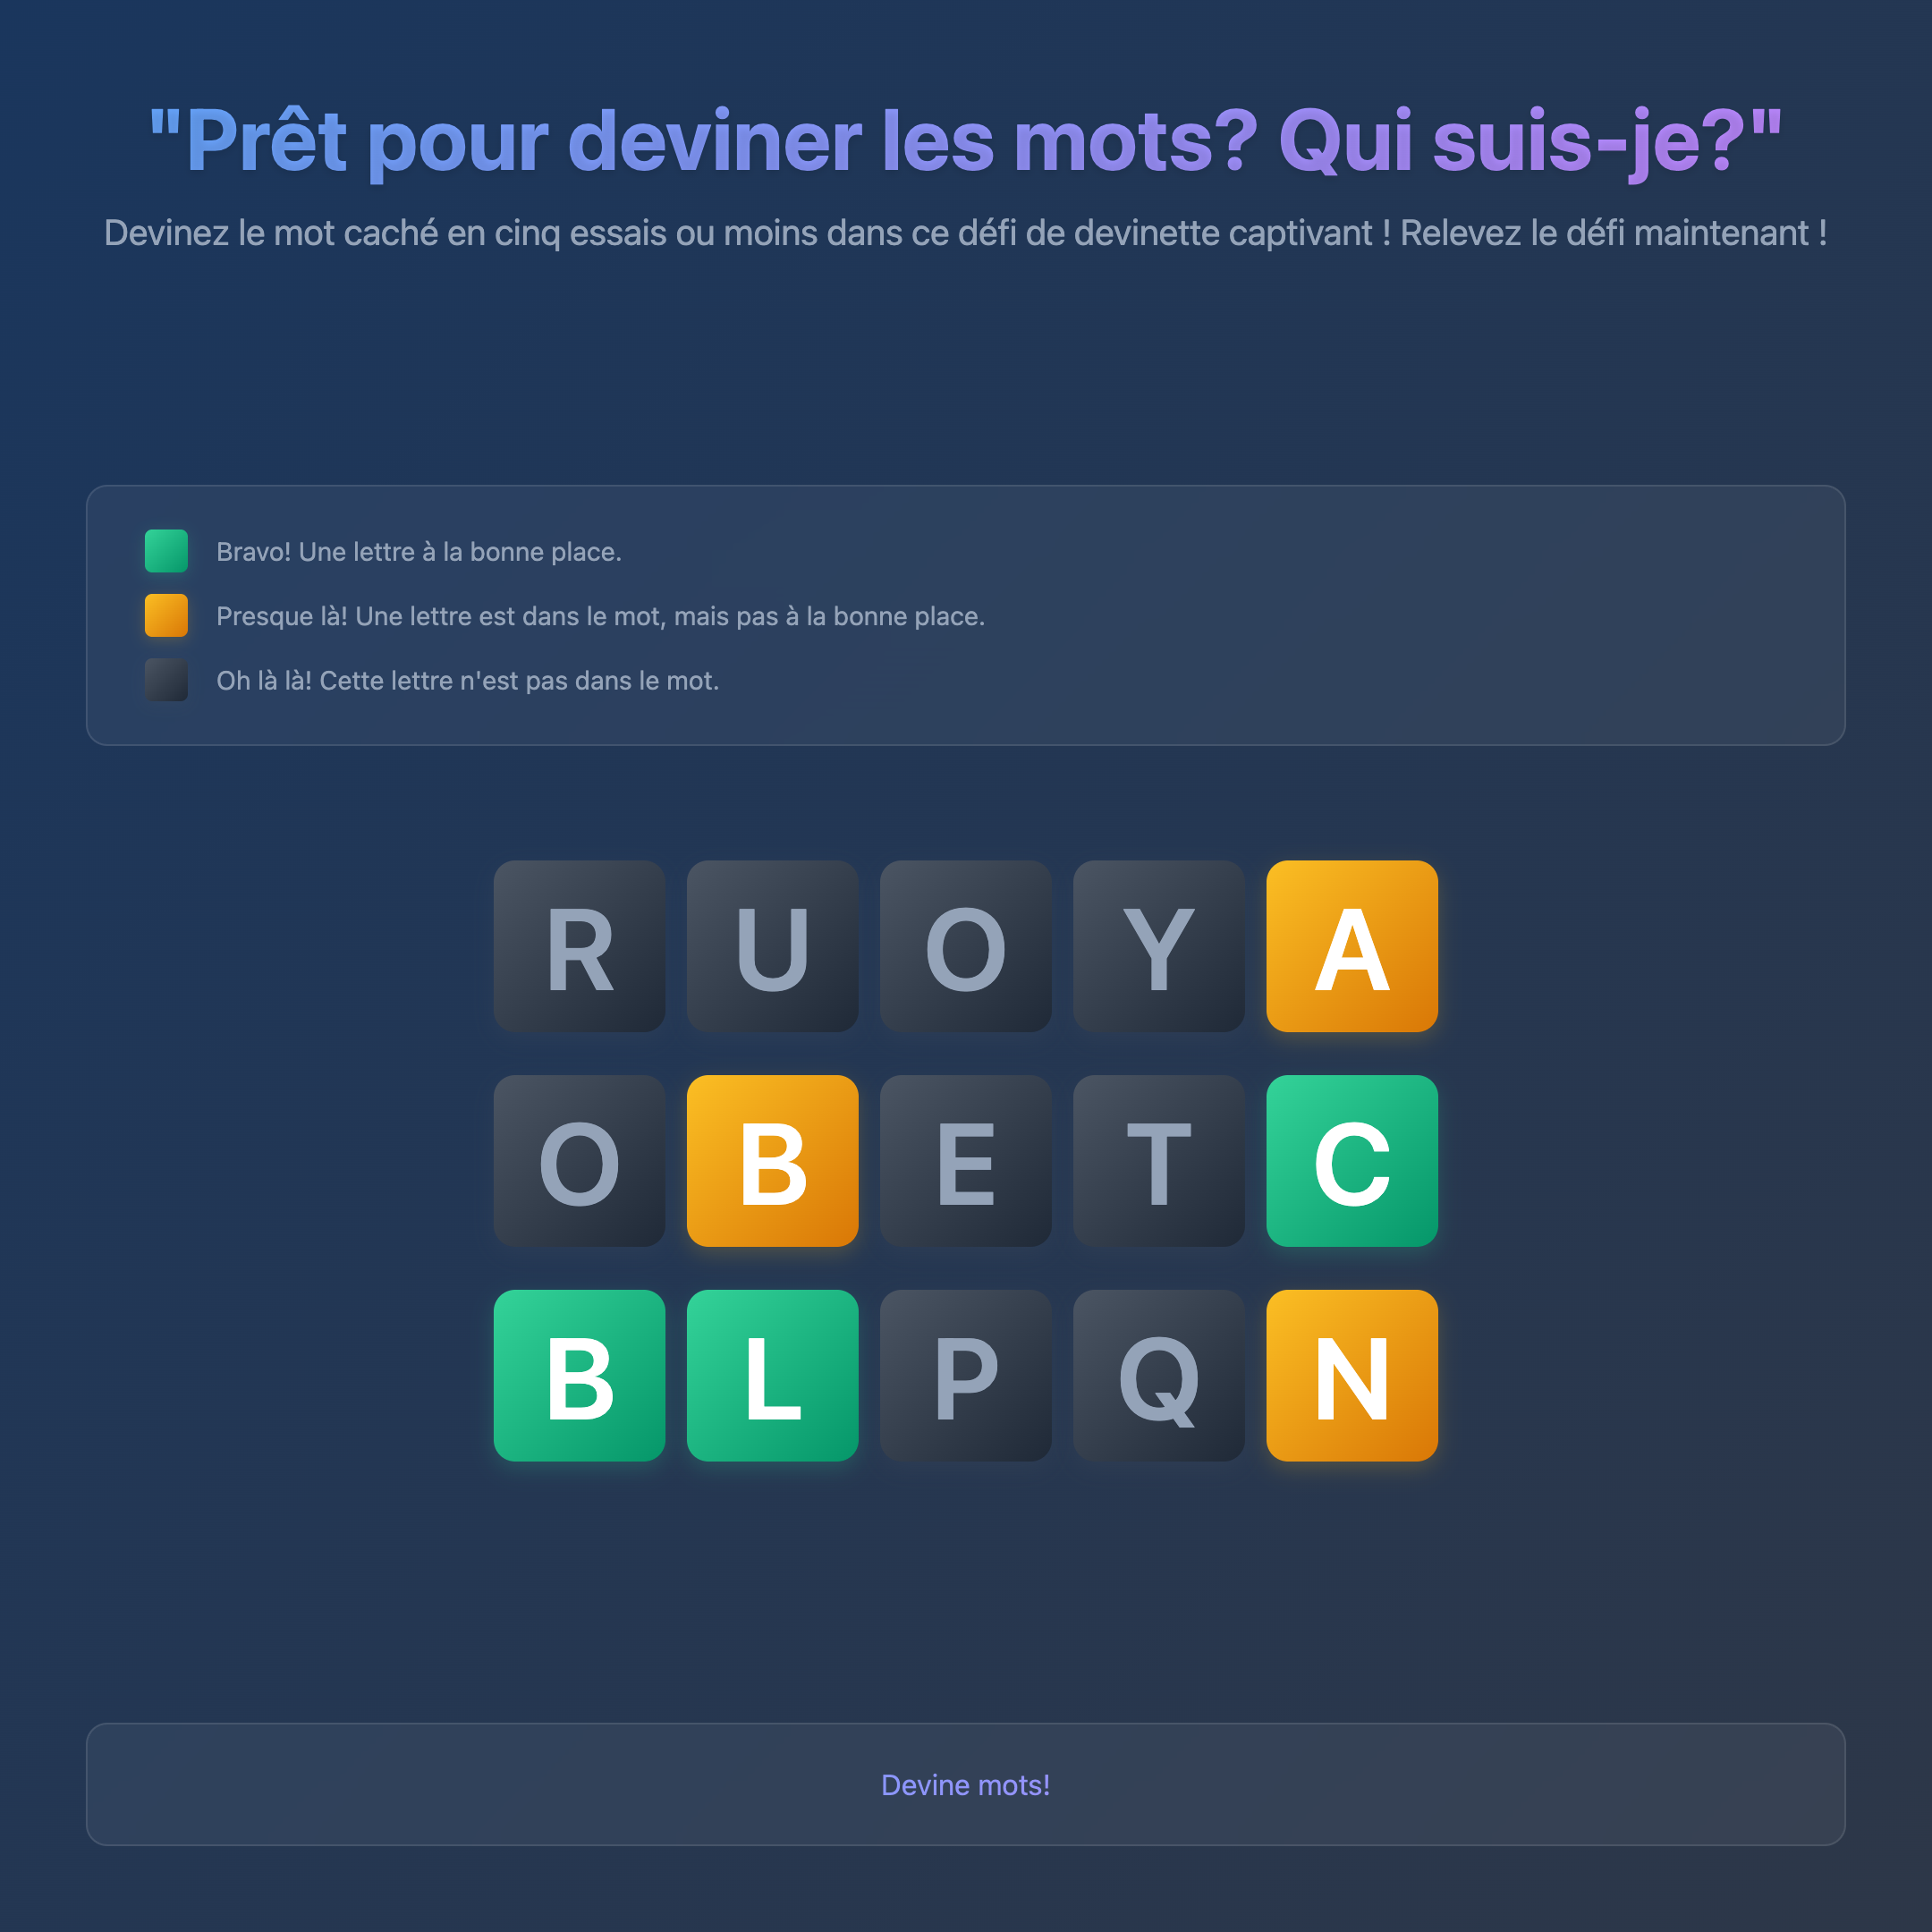 "Prêt pour deviner les mots? Qui suis-je?"
Devinez le mot caché en cinq essais ou moins dans ce défi de devinette captivant ! Relevez le défi maintenant !
Bravo! Une lettre à la bonne place.
Presque là! Une lettre est dans le mot, mais pas à la bonne place.
Oh là là! Cette lettre n'est pas dans le mot.
R U O Y A
O B E T C
B L P Q N
Devine mots!